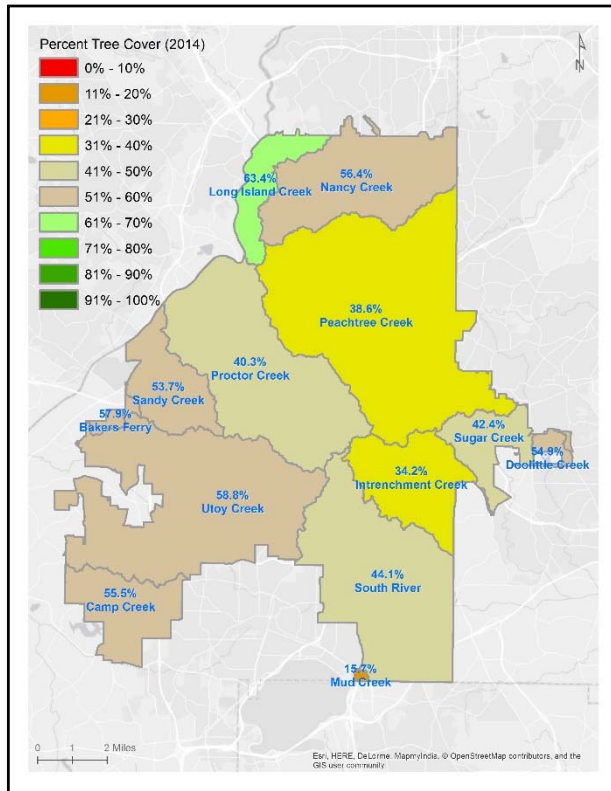 Percent Tree Cover (2014)
0% - 10%
11% - 20%
21% - 30%
31% - 40%
41% - 50%
51% - 60%
61% - 70%
71% - 80%
81% - 90%
91% - 100%
N
63.4%
Long Island Creek
56.4%
Nancy Creek
38.6%
Peachtree Creek
40.3%
Proctor Creek
53.7%
Sandy Creek
57.9%
Bakers Ferry
42.4%
Sugar Creek
54.9%
Doolittle Creek
34.2%
Intrenchment Creek
58.8%
Utoy Creek
44.1%
South River
55.5%
Camp Creek
15.7%
Mud Creek
0 1 2 Miles
Esri, HERE, DeLorme, MapmyIndia, © OpenStreetMap contributors, and the
GIS user community